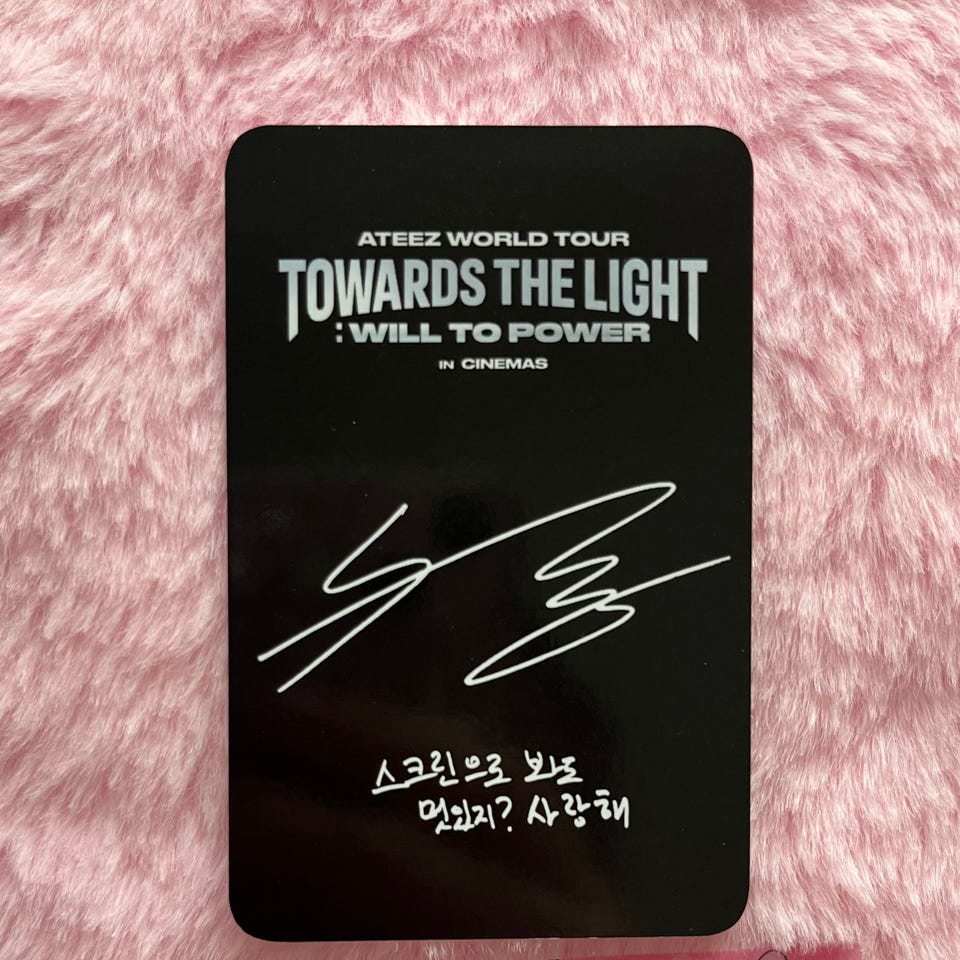 ATEEZ WORLD TOUR
TOWARDS THE LIGHT
: WILL TO POWER
IN CINEMAS
스크린으로 봐도
멋있지? 사랑해